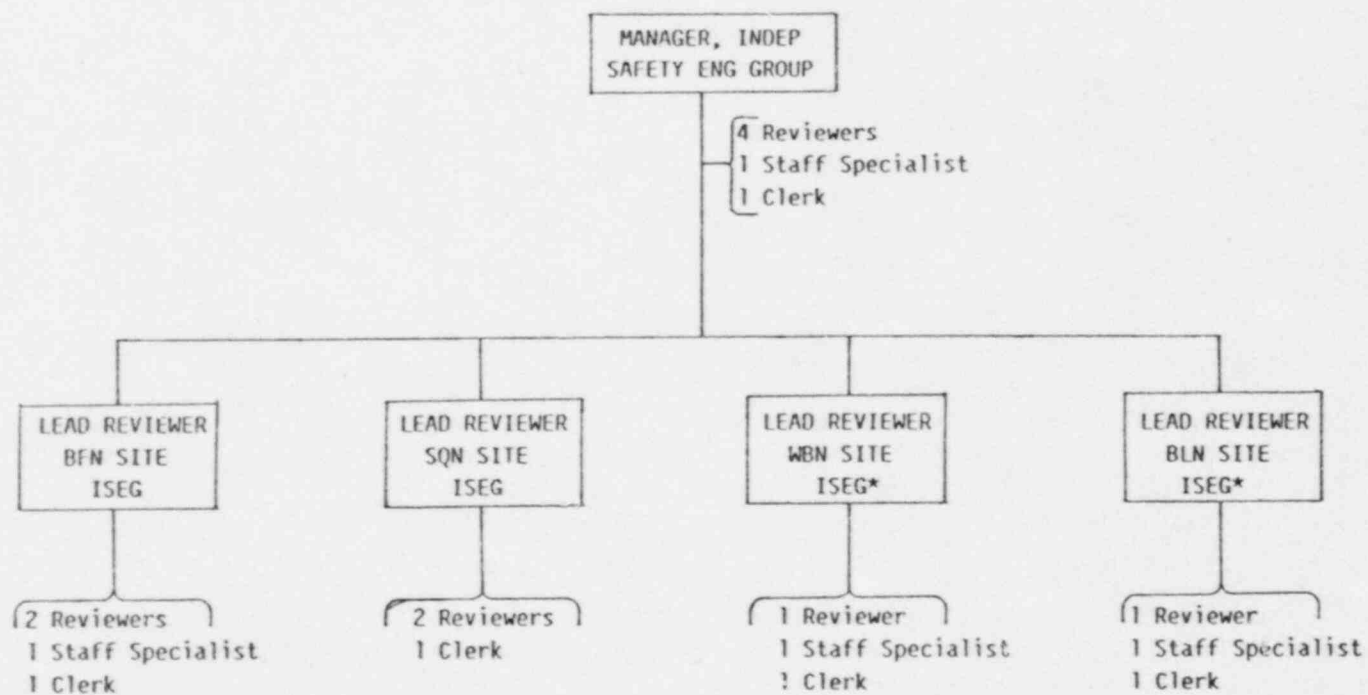 MANAGER, INDEP
SAFETY ENG GROUP
4 Reviewers
1 Staff Specialist
1 Clerk
LEAD REVIEWER
BFN SITE
ISEG
LEAD REVIEWER
SQN SITE
ISEG
LEAD REVIEWER
WBN SITE
ISEG*
LEAD REVIEWER
BLN SITE
ISEG*
2 Reviewers
1 Staff Specialist
1 Clerk
2 Reviewers
1 Clerk
1 Reviewer
1 Staff Specialist
1 Clerk
1 Reviewer
1 Staff Specialist
1 Clerk